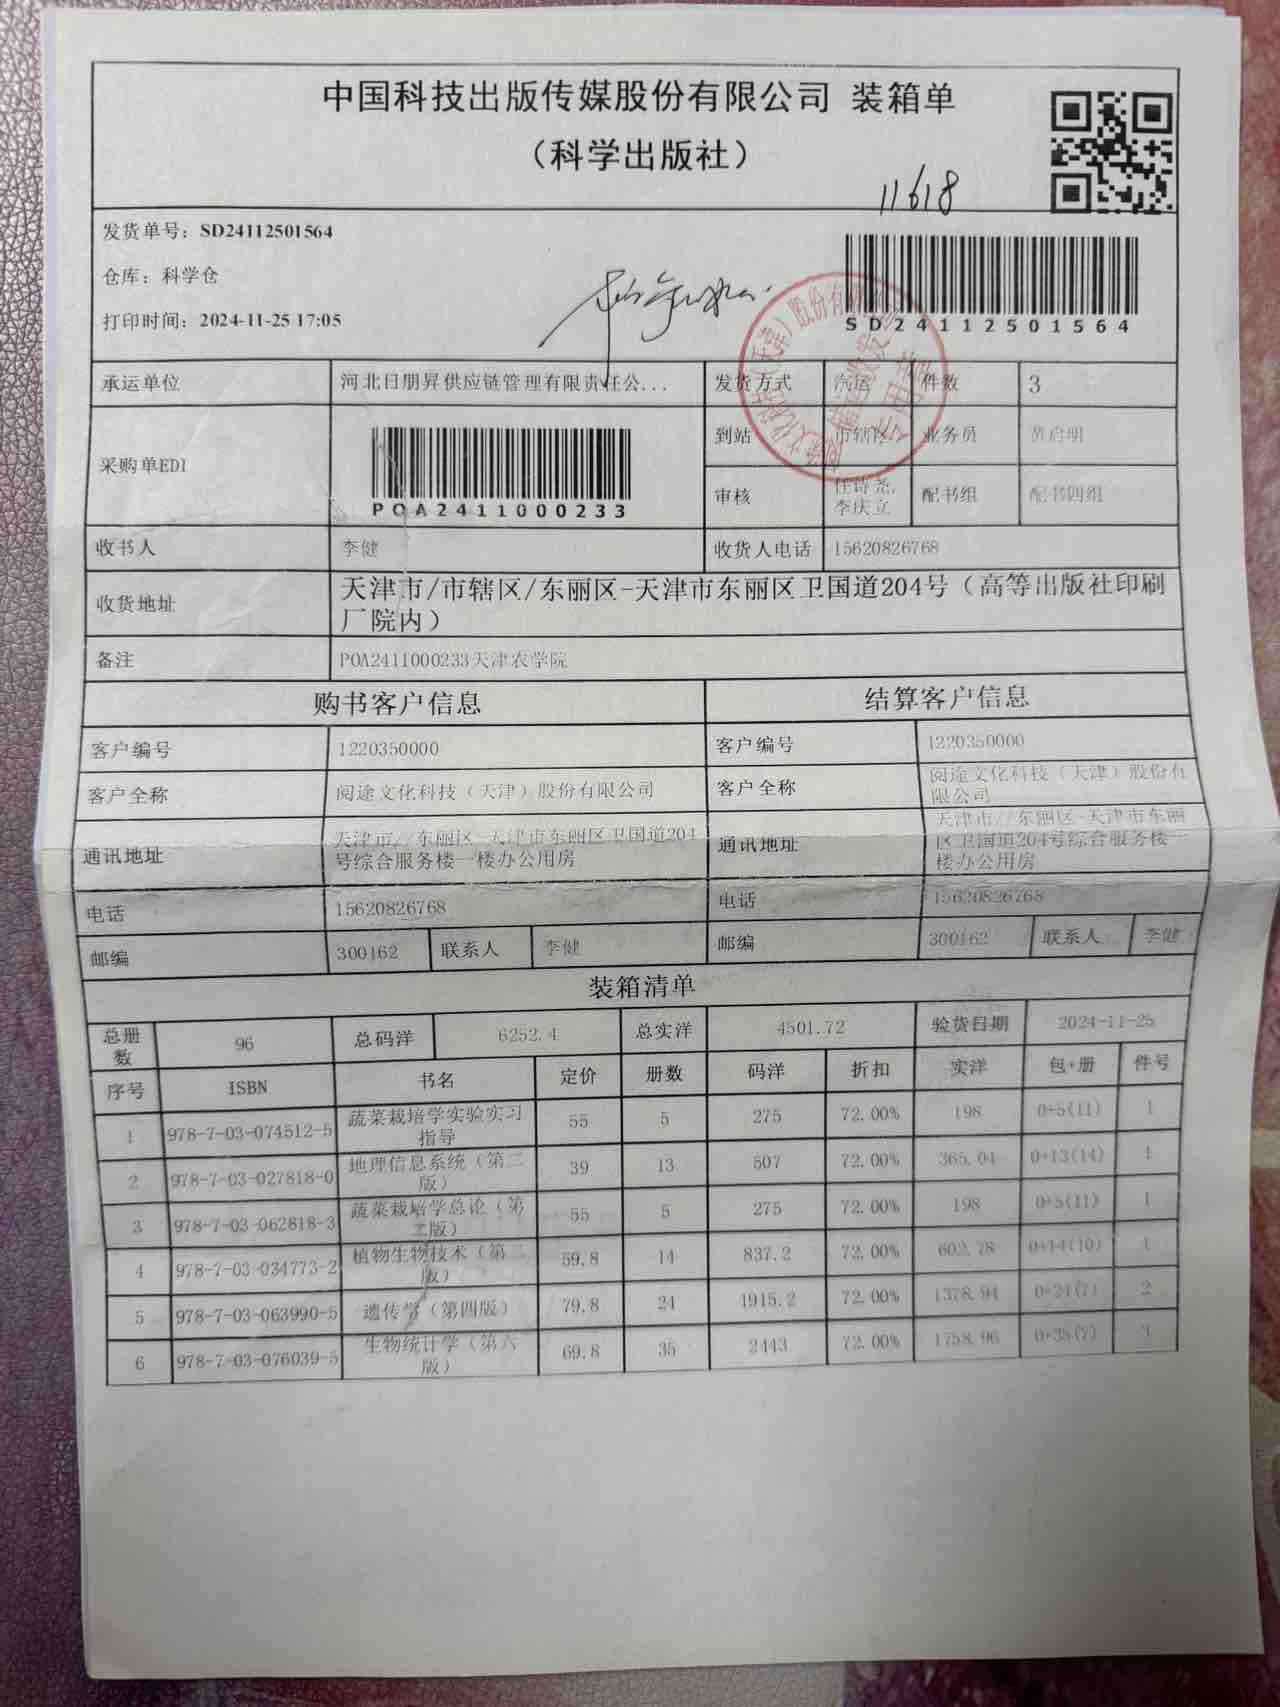 中国科技出版传媒股份有限公司 装箱单
（科学出版社）
11618
发货单号：SD24112501564
仓库：科学仓
打印时间：2024-11-25 17:05
SD24112501564
承运单位 河北日朋昇供应链管理有限责任公... 发货方式 汽运 件数 3
采购单EDI POA2411000233 到站 市辖区 业务员 黄启明
审核 任诗尧, 李庆立 配书组 配书四组
收书人 李健 收货人电话 15620826768
收货地址 天津市/市辖区/东丽区-天津市东丽区卫国道204号（高等出版社印刷
厂院内）
备注 POA2411000233天津农学院
购书客户信息 结算客户信息
客户编号 1220350000 客户编号 1220350000
客户全称 阅途文化科技（天津）股份有限公司 客户全称 阅途文化科技（天津）股份有
限公司
通讯地址 天津市//东丽区-天津市东丽区卫国道204
号综合服务楼一楼办公用房
通讯地址 天津市//东丽区-天津市东丽
区卫国道204号综合服务楼一
楼办公用房
电话 15620826768 电话 15620826768
邮编 300162 联系人 李健 邮编 300162 联系人 李健
装箱清单
总册数 96 总码洋 6252.4 总实洋 4501.72 验货日期 2024-11-25
序号 ISBN 书名 定价 册数 码洋 折扣 实洋 包+册 件号
1 978-7-03-074512-5 蔬菜栽培学实验实习指导 55 5 275 72.00% 198 0+5(11) 1
2 978-7-03-027818-0 地理信息系统（第二版） 39 13 507 72.00% 365.04 0+13(14) 1
3 978-7-03-062818-3 蔬菜栽培学总论（第三版） 55 5 275 72.00% 198 0+5(11) 1
4 978-7-03-034773-2 植物生物技术（第二版） 59.8 14 837.2 72.00% 602.78 0+14(10) 1
5 978-7-03-063990-5 遗传学（第四版） 79.8 24 1915.2 72.00% 1378.94 0+24(7) 2
6 978-7-03-076039-5 生物统计学（第六版） 69.8 35 2443 72.00% 1758.96 0+35(7) 3